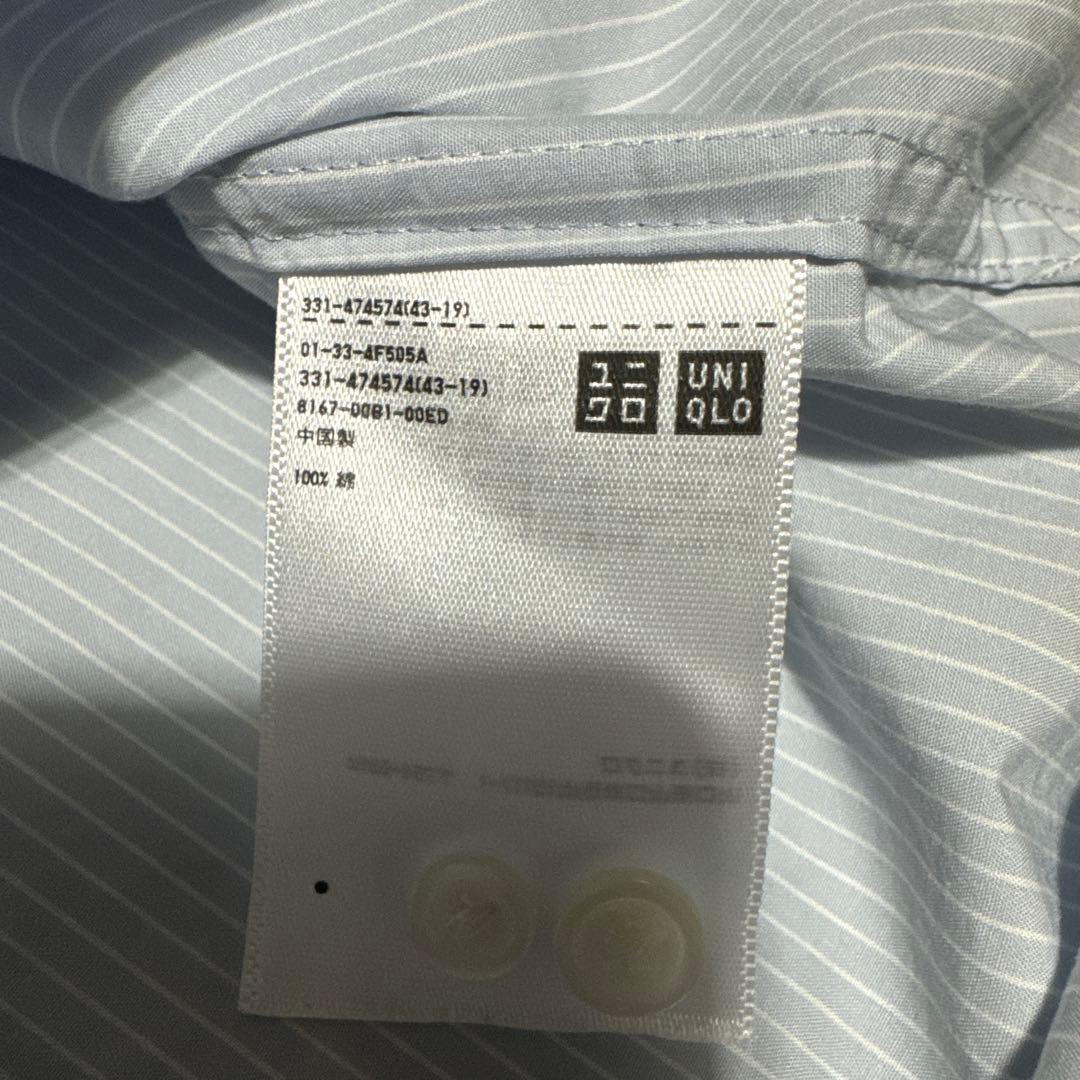 331-474574(43-19)
01-33-4F505A
331-474574(43-19)
8167-00B1-00ED
中国製
100% 綿
ユニ
クロ
UNI
QLO